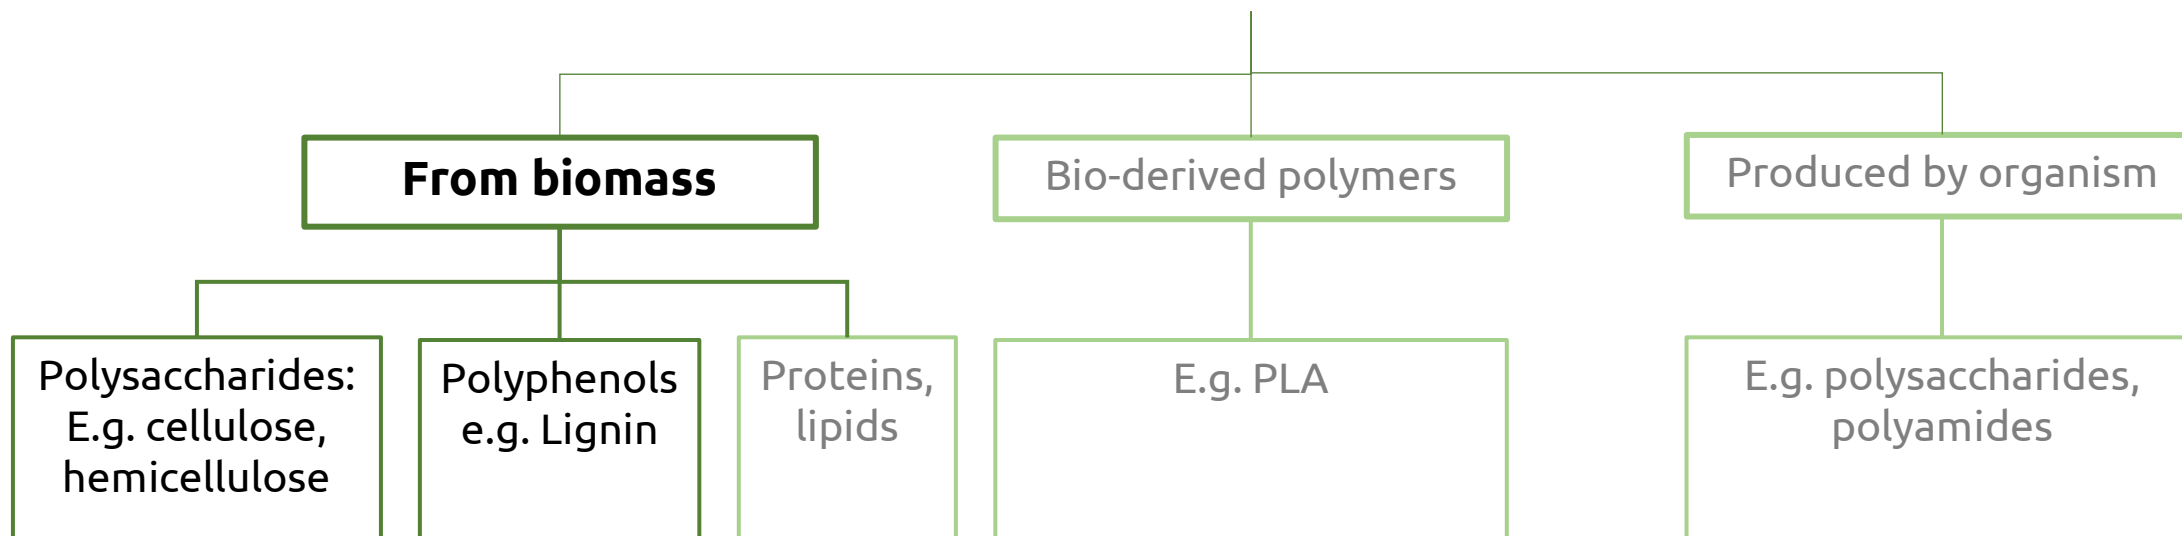 From biomass
Bio-derived polymers
Produced by organism
Polysaccharides:
E.g. cellulose,
hemicellulose
Polyphenols
e.g. Lignin
Proteins,
lipids
E.g. PLA
E.g. polysaccharides,
polyamides